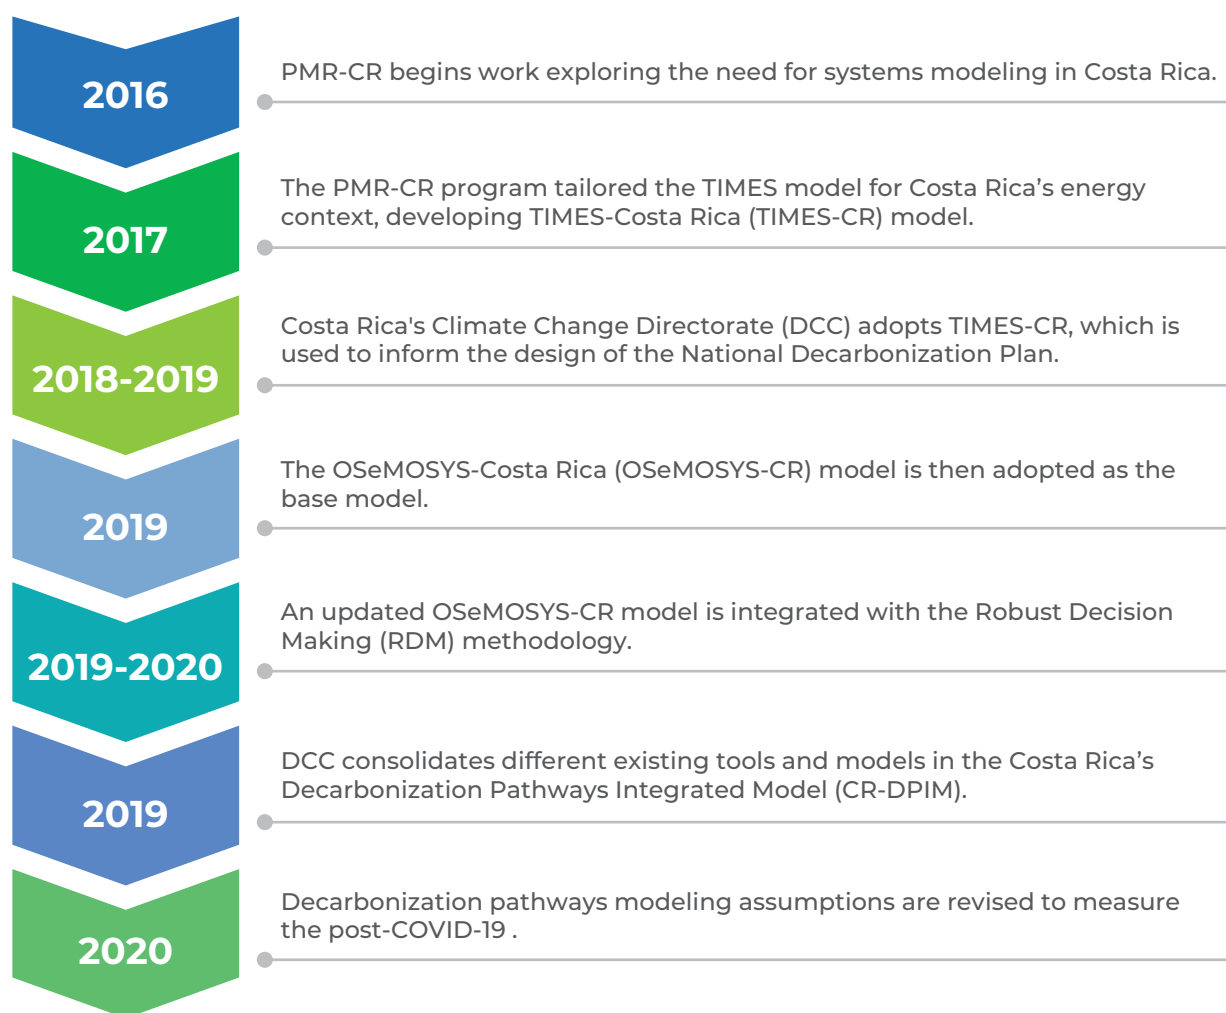 2016
PMR-CR begins work exploring the need for systems modeling in Costa Rica.
2017
The PMR-CR program tailored the TIMES model for Costa Rica’s energy
context, developing TIMES-Costa Rica (TIMES-CR) model.
2018-2019
Costa Rica's Climate Change Directorate (DCC) adopts TIMES-CR, which is
used to inform the design of the National Decarbonization Plan.
2019
The OSeMOSYS-Costa Rica (OSeMOSYS-CR) model is then adopted as the
base model.
2019-2020
An updated OSeMOSYS-CR model is integrated with the Robust Decision
Making (RDM) methodology.
2019
DCC consolidates different existing tools and models in the Costa Rica’s
Decarbonization Pathways Integrated Model (CR-DPIM).
2020
Decarbonization pathways modeling assumptions are revised to measure
the post-COVID-19 .